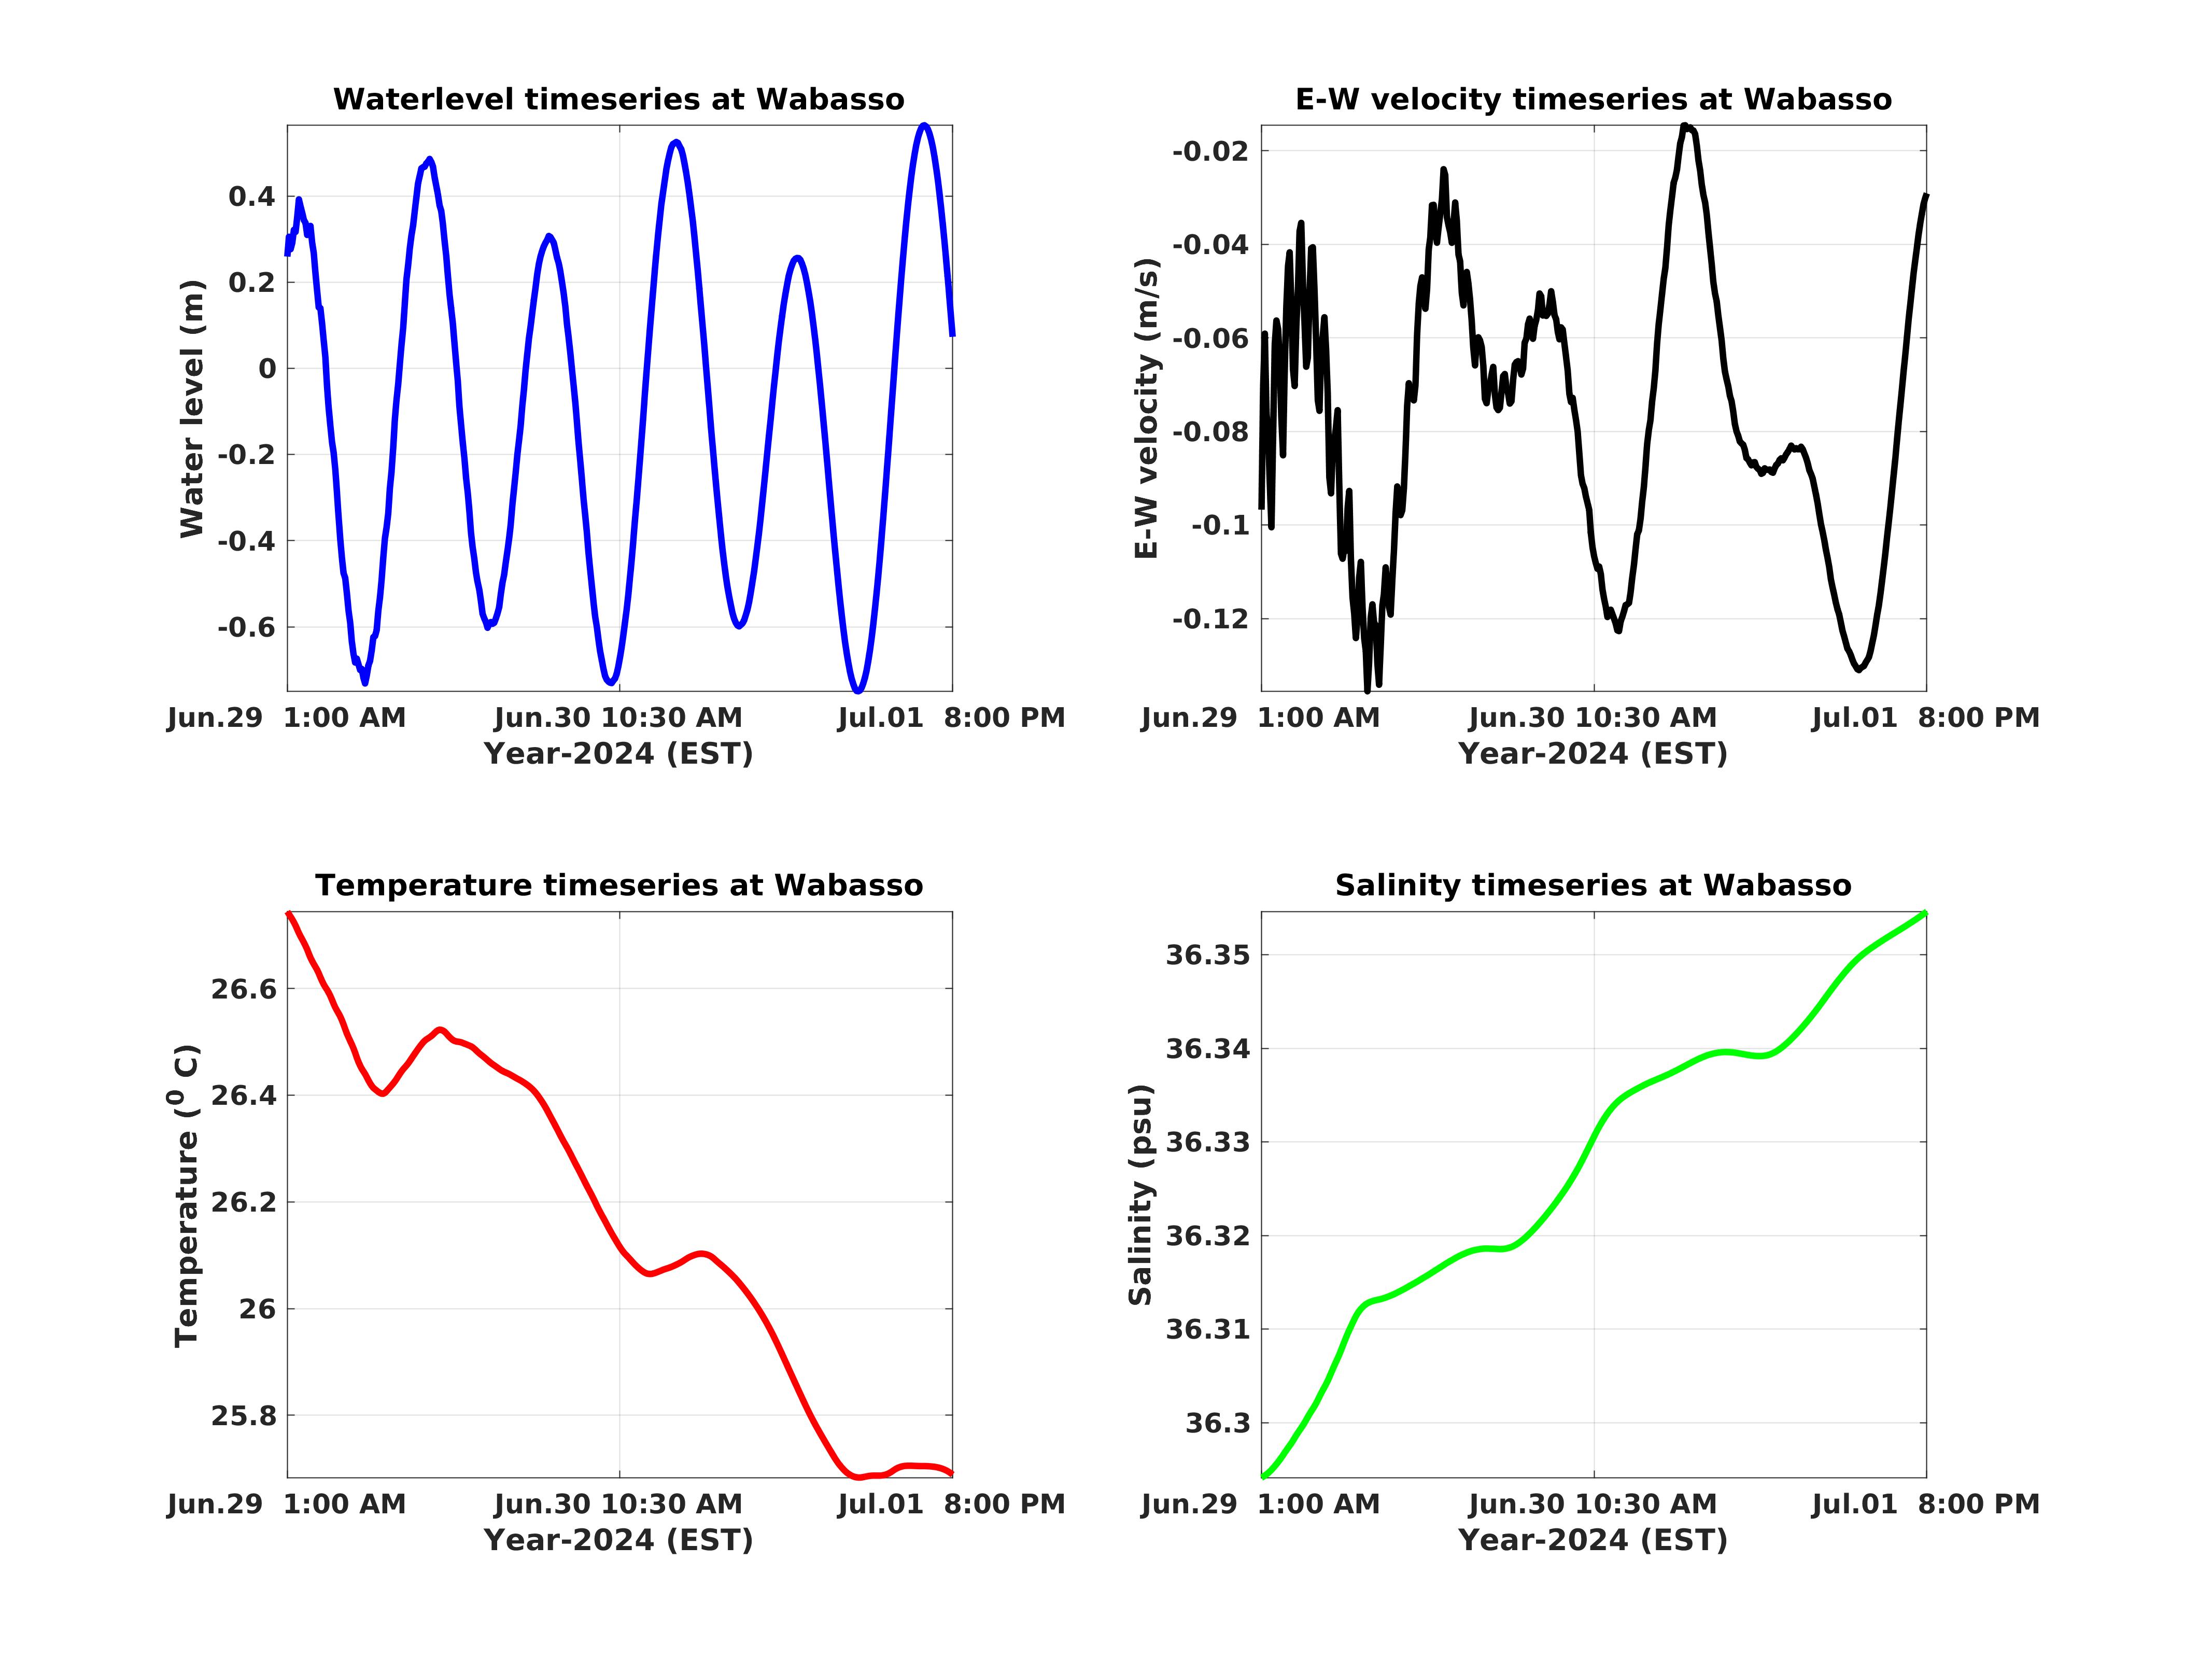 Waterlevel timeseries at Wabasso
0.4
0.2
0
-0.2
-0.4
-0.6
Water level (m)
Jun.29 1:00 AM
Jun.30 10:30 AM
Jul.01 8:00 PM
Year-2024 (EST)
E-W velocity timeseries at Wabasso
-0.02
-0.04
-0.06
-0.08
-0.1
-0.12
E-W velocity (m/s)
Jun.29 1:00 AM
Jun.30 10:30 AM
Jul.01 8:00 PM
Year-2024 (EST)
Temperature timeseries at Wabasso
26.6
26.4
26.2
26
25.8
Temperature (⁰ C)
Jun.29 1:00 AM
Jun.30 10:30 AM
Jul.01 8:00 PM
Year-2024 (EST)
Salinity timeseries at Wabasso
36.35
36.34
36.33
36.32
36.31
36.3
Salinity (psu)
Jun.29 1:00 AM
Jun.30 10:30 AM
Jul.01 8:00 PM
Year-2024 (EST)